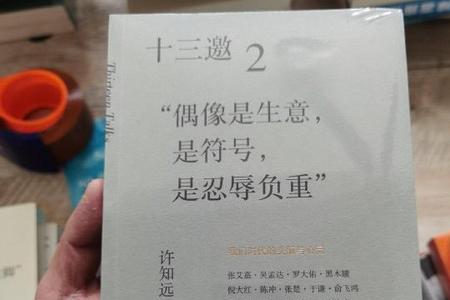 十三邀 2
Thirteen Talks
“偶像是生意，
是符号，
是忍辱负重”
许知远
张艾嘉·吴孟达·罗大佑·黑木瞳
倪大红·陈冲·张楚·于谦·俞飞鸿